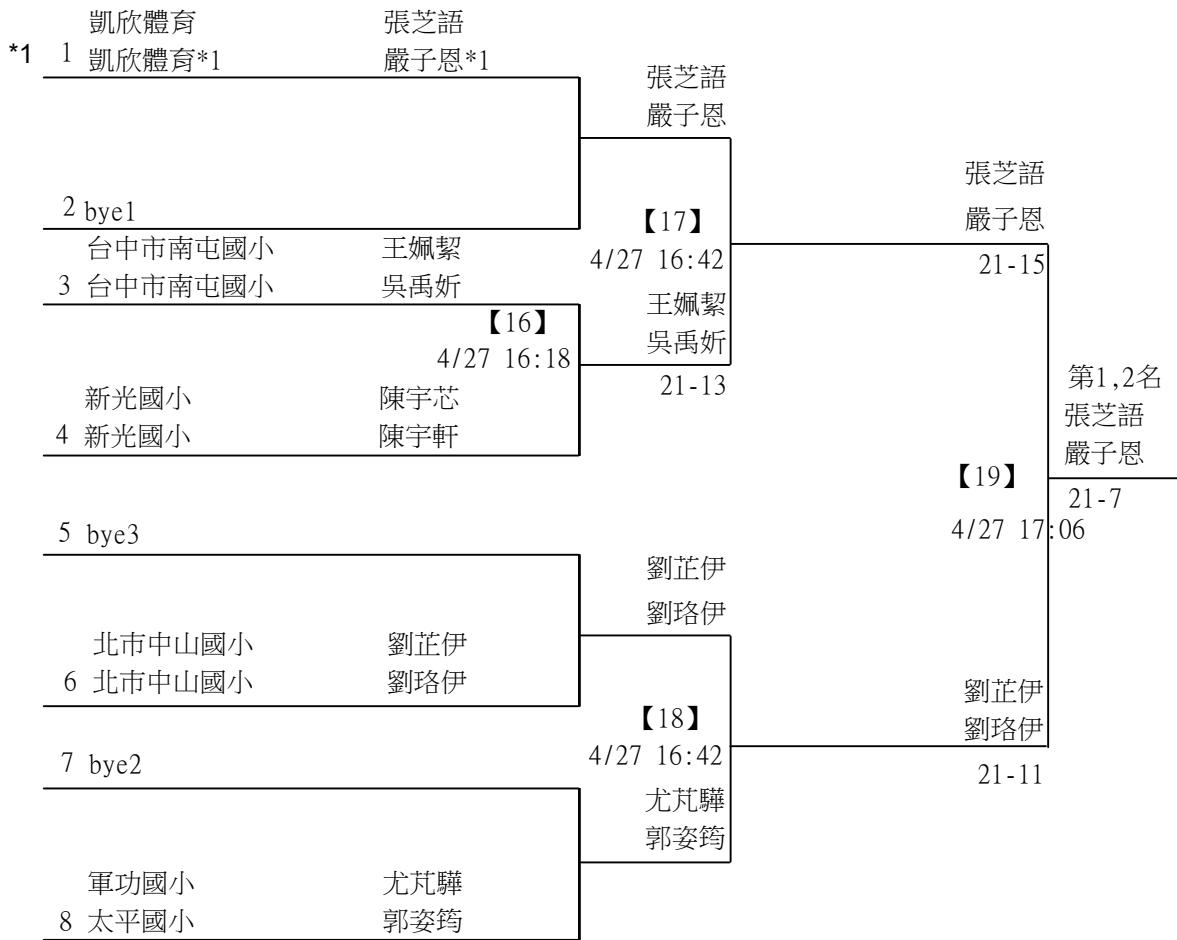 凱欣體育 張芝語
*1 1 凱欣體育*1 嚴子恩*1
張芝語
嚴子恩
張芝語
嚴子恩
2 bye1
【17】
4/27 16:42
21-15
台中市南屯國小 王姵絜
3 台中市南屯國小 吳禹妡
王姵絜
吳禹妡
【16】
4/27 16:18
21-13
新光國小 陳宇芯
4 新光國小 陳宇軒
第1,2名
張芝語
嚴子恩
【19】
21-7
4/27 17:06
5 bye3
劉芷伊
劉珞伊
北市中山國小 劉芷伊
6 北市中山國小 劉珞伊
劉芷伊
劉珞伊
【18】
4/27 16:42
21-11
7 bye2
尤芃驊
郭姿筠
軍功國小 尤芃驊
8 太平國小 郭姿筠